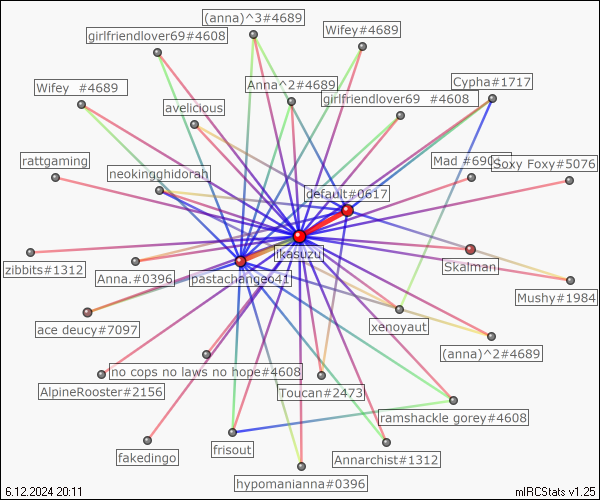 (anna)^3#4689
Wifey#4689
girlfriendlover69#4608
Wifey  #4689
Anna^2#4689
Cypha#1717
girlfriendlover69  #4608
avelicious
rattgaming
Mad
Foxy#5076
neokingghidorah
default#0617
ikasuzu
Skalman
zibbits#1312
Anna.#0396
pastachangeo41
Mushy#1984
ace deucy#7097
xenoyaut
(anna)^2#4689
no cops no laws no hope#4608
AlpineRooster#2156
Toucan#2473
ramshackle gorey#4608
fakedingo
frisout
Annarchist#1312
hypomanianna#0396
6.12.2024 20:11
mIRCStats v1.25